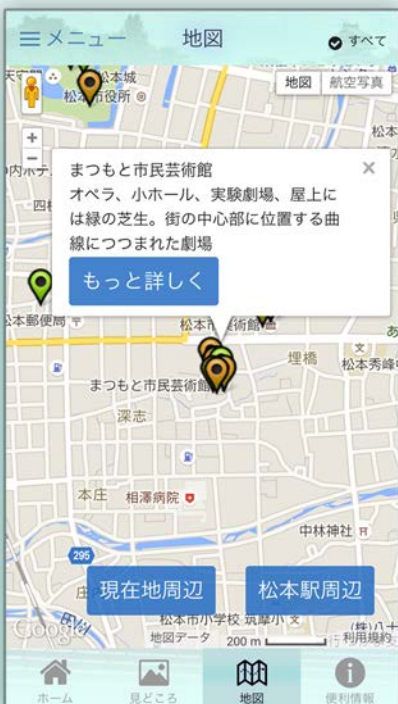 メニュー
地図
すべて
松本城
松本市役所
地図
航空写真
+
−
まつもと市民芸術館
×
オペラ、小ホール、実験劇場、屋上に
は緑の芝生。街の中心部に位置する曲
線につつまれた劇場
もっと詳しく
本郵便局
埋橋
松本秀峰
まつもと市民芸術館
深志
本庄
相澤病院
中林神社
295
現在地周辺
松本駅周辺
松本市小学校
筑摩小
Google
地図データ
200 m
利用規約
ホーム
見どころ
地図
便利情報